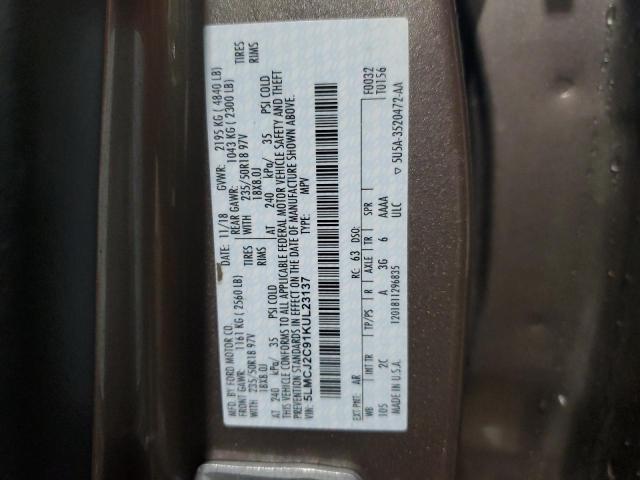 MFD. BY FORD MOTOR CO.
DATE: 11/18 GVWR: 2195 KG ( 4840 LB)
FRONT GAWR: 1161 KG ( 2560 LB) REAR GAWR: 1043 KG ( 2300 LB)
WITH 235/50R18 97V TIRES WITH 235/50R18 97V TIRES
18X8.0J RIMS 18X8.0J RIMS
AT 240 kPa/ 35 PSI COLD AT 240 kPa/ 35 PSI COLD
THIS VEHICLE CONFORMS TO ALL APPLICABLE FEDERAL MOTOR VEHICLE SAFETY AND THEFT
PREVENTION STANDARDS IN EFFECT ON THE DATE OF MANUFACTURE SHOWN ABOVE.
VIN: 5LMCJ2C91KUL23137 TYPE: MPV
F0032
T0156
EXT PNT: AR RC: 63 DSO:
WB INT TR TP/PS R AXLE TR SPR
105 2C A 3G 6 AAAA
1201811296835 ULC
MADE IN U.S.A. 5U5A-3520472-AA